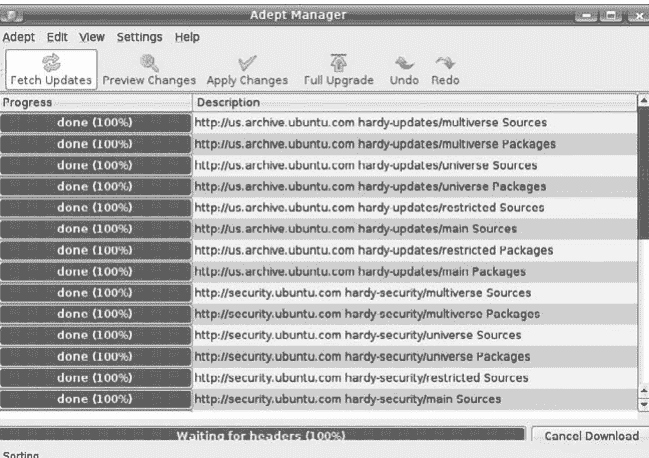 Adept Manager
Adept Edit View Settings Help
Fetch Updates Preview Changes Apply Changes Full Upgrade Undo Redo
Progress Description
done (100%) http://us.archive.ubuntu.com hardy-updates/multiverse Sources
done (100%) http://us.archive.ubuntu.com hardy-updates/multiverse Packages
done (100%) http://us.archive.ubuntu.com hardy-updates/universe Sources
done (100%) http://us.archive.ubuntu.com hardy-updates/universe Packages
done (100%) http://us.archive.ubuntu.com hardy-updates/restricted Sources
done (100%) http://us.archive.ubuntu.com hardy-updates/main Sources
done (100%) http://us.archive.ubuntu.com hardy-updates/restricted Packages
done (100%) http://us.archive.ubuntu.com hardy-updates/main Packages
done (100%) http://security.ubuntu.com hardy-security/multiverse Sources
done (100%) http://security.ubuntu.com hardy-security/multiverse Packages
done (100%) http://security.ubuntu.com hardy-security/universe Sources
done (100%) http://security.ubuntu.com hardy-security/universe Packages
done (100%) http://security.ubuntu.com hardy-security/restricted Sources
done (100%) http://security.ubuntu.com hardy-security/main Sources
Waiting for headers (100%) Cancel Download
Sorting